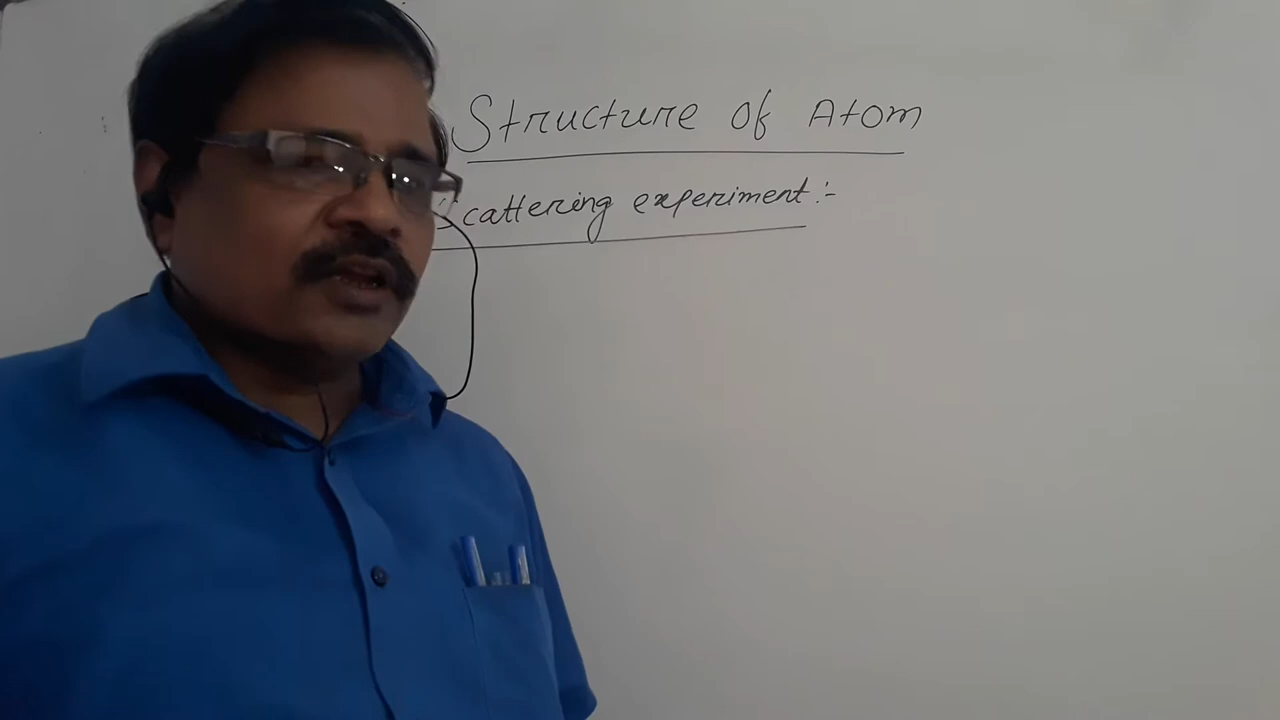 Structure of Atom
Scattering experiment :-